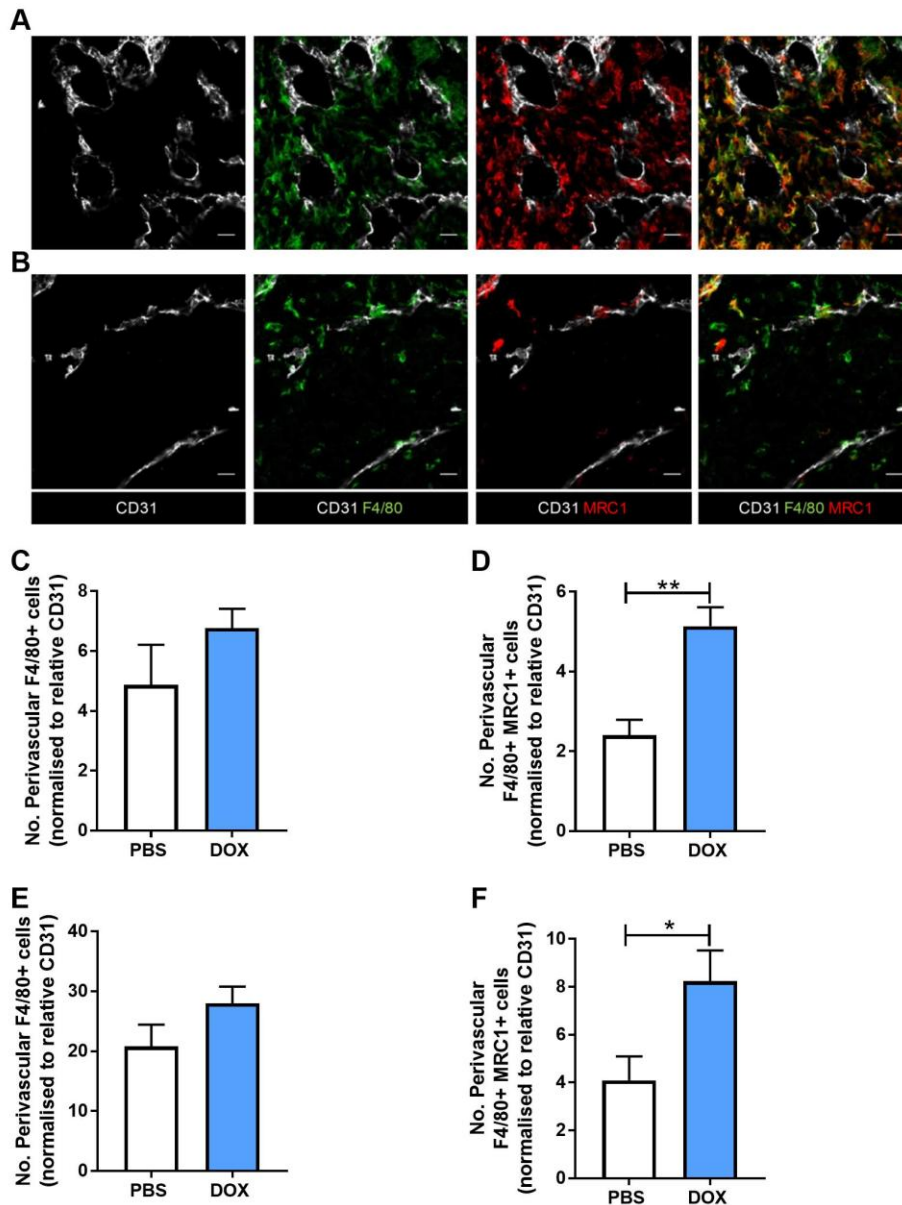 A
B
CD31
CD31 F4/80
CD31 MRC1
CD31 F4/80 MRC1
C
No. Perivascular F4/80+ cells
(normalised to relative CD31)
8
6
4
2
0
PBS
DOX
D
No. Perivascular
F4/80+ MRC1+ cells
(normalised to relative CD31)
6
4
2
0
**
PBS
DOX
E
No. Perivascular F4/80+ cells
(normalised to relative CD31)
40
30
20
10
0
PBS
DOX
F
No. Perivascular
F4/80+ MRC1+ cells
(normalised to relative CD31)
10
8
6
4
2
0
*
PBS
DOX